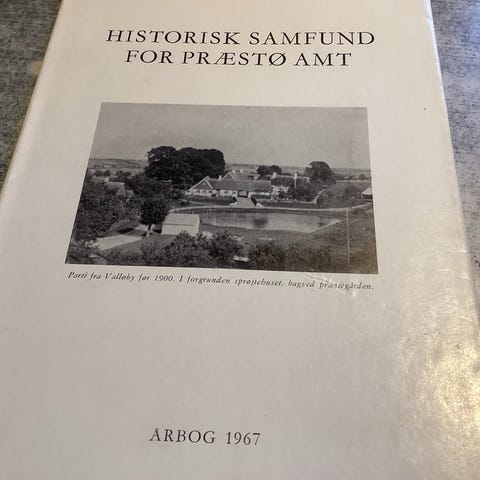 HISTORISK SAMFUND
FOR PRÆSTØ AMT
Parti fra Valløby før 1900. I forgrunden sprøjtehuset, bagved præstegården.
ÅRBOG 1967